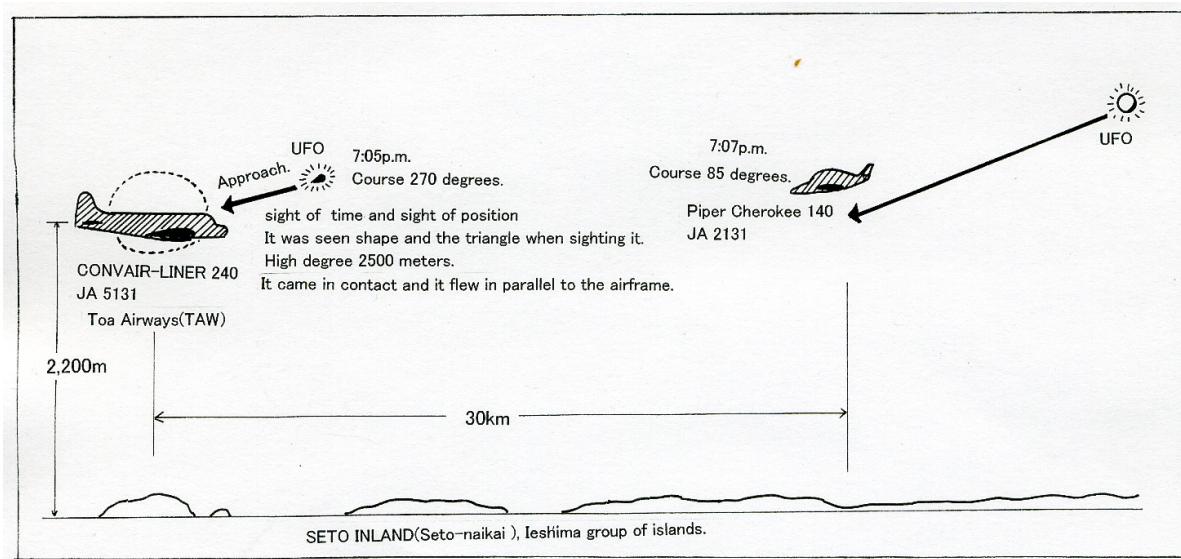 UFO
7:05p.m.
Approach.
Course 270 degrees.
sight of time and sight of position
It was seen shape and the triangle when sighting it.
High degree 2500 meters.
It came in contact and it flew in parallel to the airframe.
CONVAIR-LINER 240
JA 5131
Toa Airways(TAW)
7:07p.m.
Course 85 degrees.
Piper Cherokee 140
JA 2131
UFO
2,200m
30km
SETO INLAND(Seto-naikai ), Ieshima group of islands.